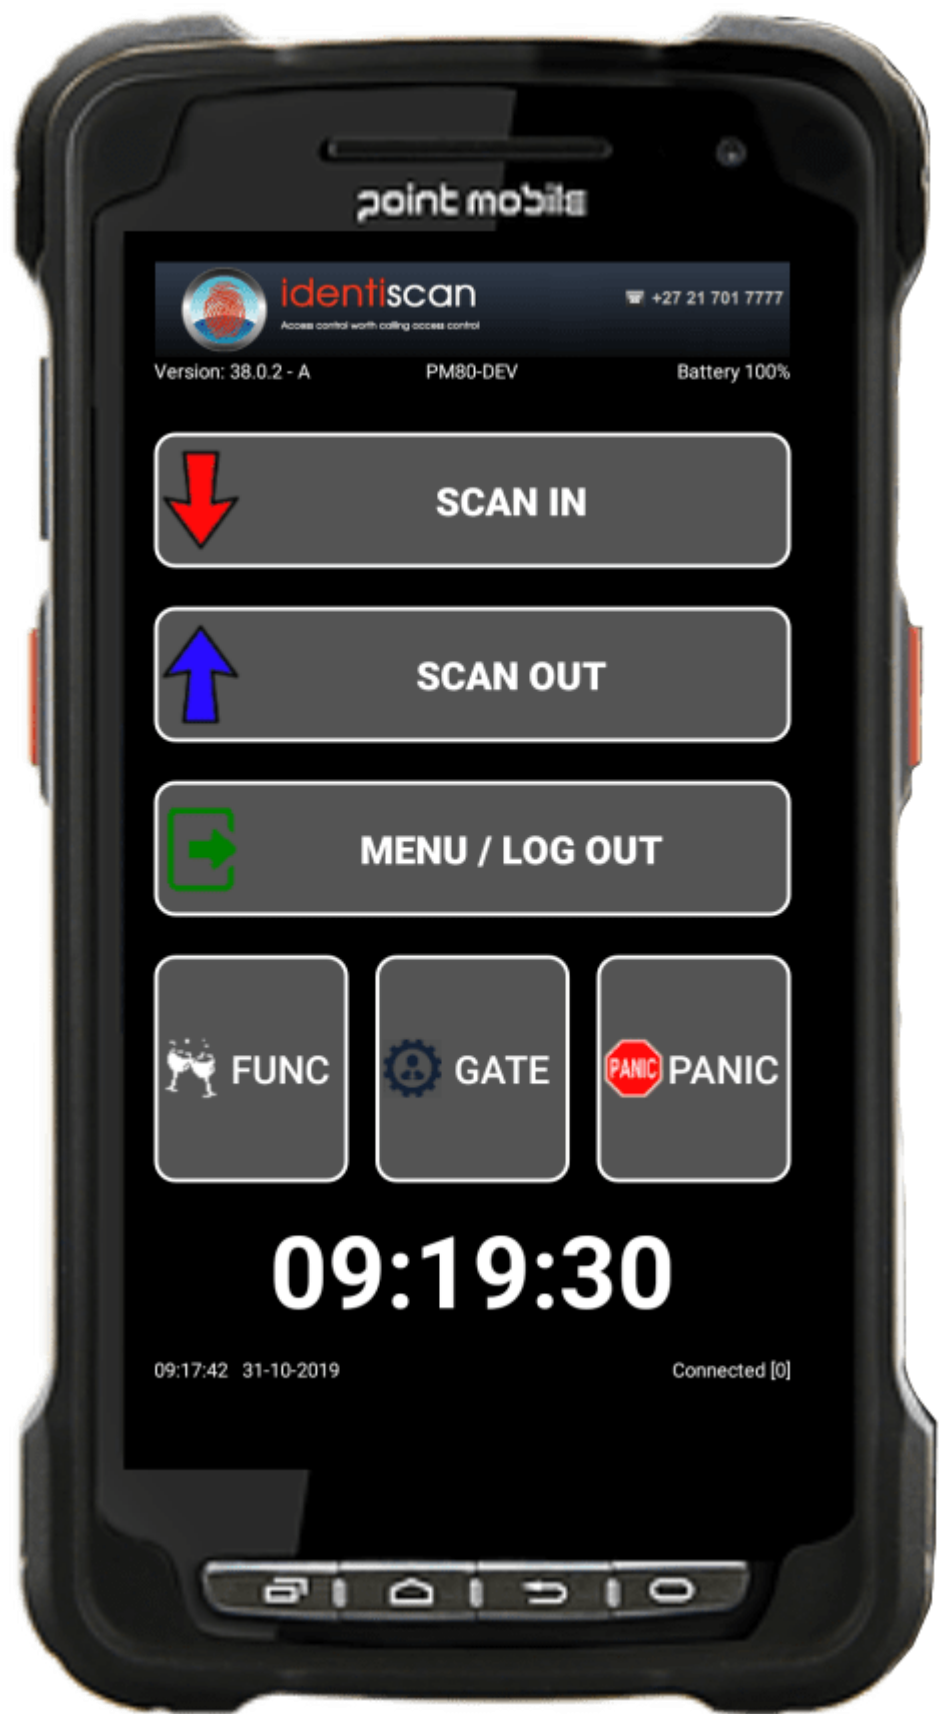 point mobile
identiscan
Access control worth calling access control
+27 21 701 7777
Version: 38.0.2 - A PM80-DEV Battery 100%
SCAN IN
SCAN OUT
MENU / LOG OUT
FUNC GATE PANIC PANIC
09:19:30
09:17:42 31-10-2019 Connected [0]